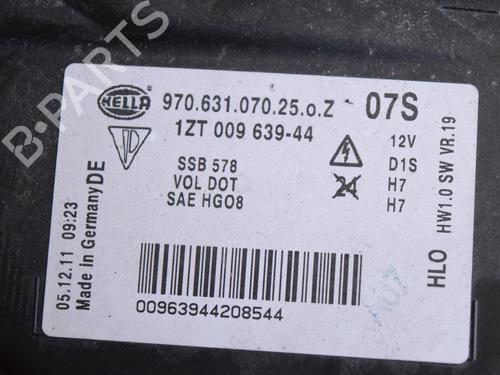 B-PARTS
HELLA
970.631.070.25.o.Z 07S
1ZT 009 639-44
SSB 578
VOL DOT
SAE HG08
12V
D1S
24 H7
H7
HLO
HW1.0 SW VR.19
05.12.11 09:23
Made in Germany DE
00963944208544